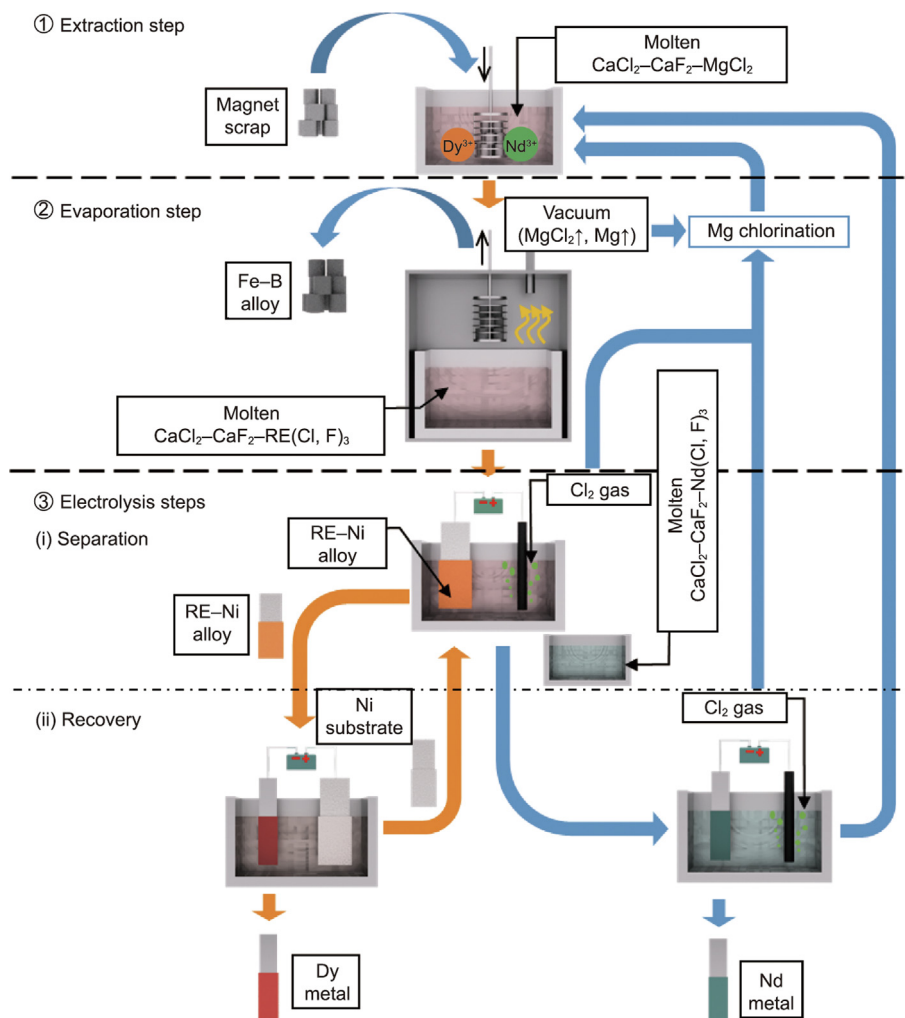 ① Extraction step
Molten
CaCl₂–CaF₂–MgCl₂
Magnet
scrap
Dy³⁺
Nd³⁺
② Evaporation step
Vacuum
(MgCl₂↑, Mg↑)
Mg chlorination
Fe–B
alloy
Molten
CaCl₂–CaF₂–RE(Cl, F)₃
Molten
CaCl₂–CaF₂–Nd(Cl, F)₃
③ Electrolysis steps
Cl₂ gas
(i) Separation
RE–Ni
alloy
RE–Ni
alloy
(ii) Recovery
Ni
substrate
Cl₂ gas
Dy
metal
Nd
metal